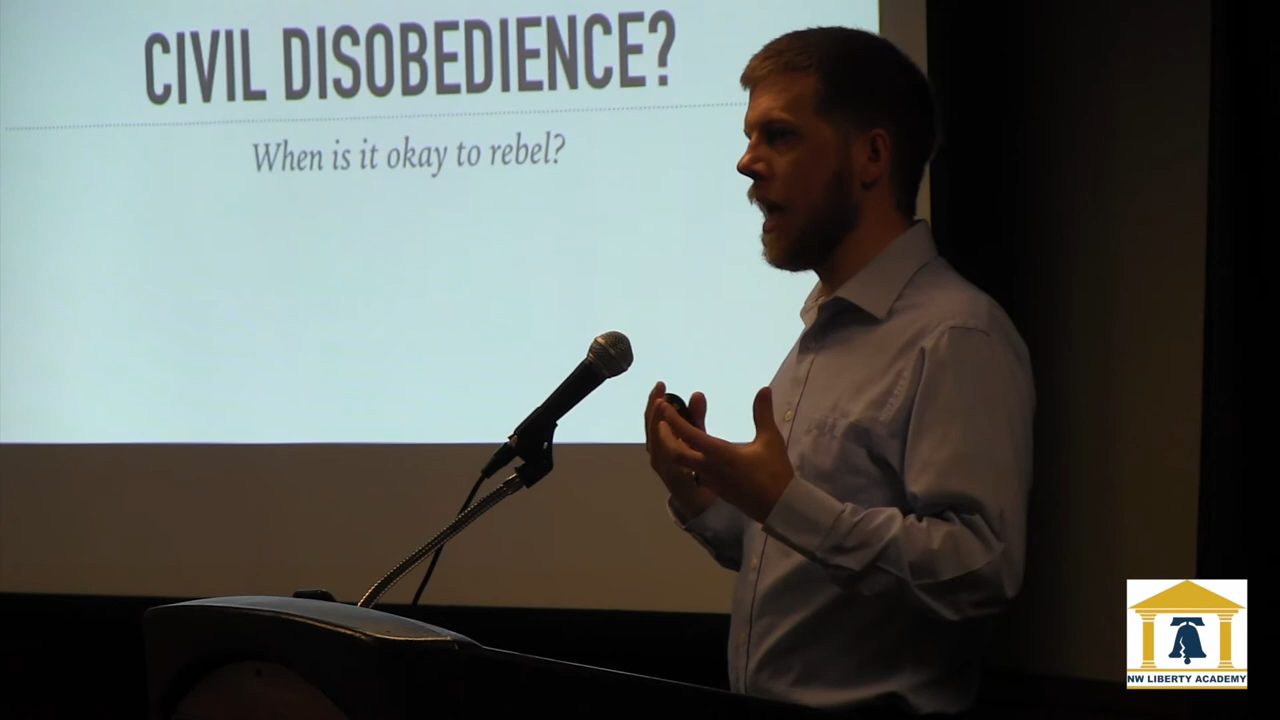 CIVIL DISOBEDIENCE?
When is it okay to rebel?
NW LIBERTY ACADEMY